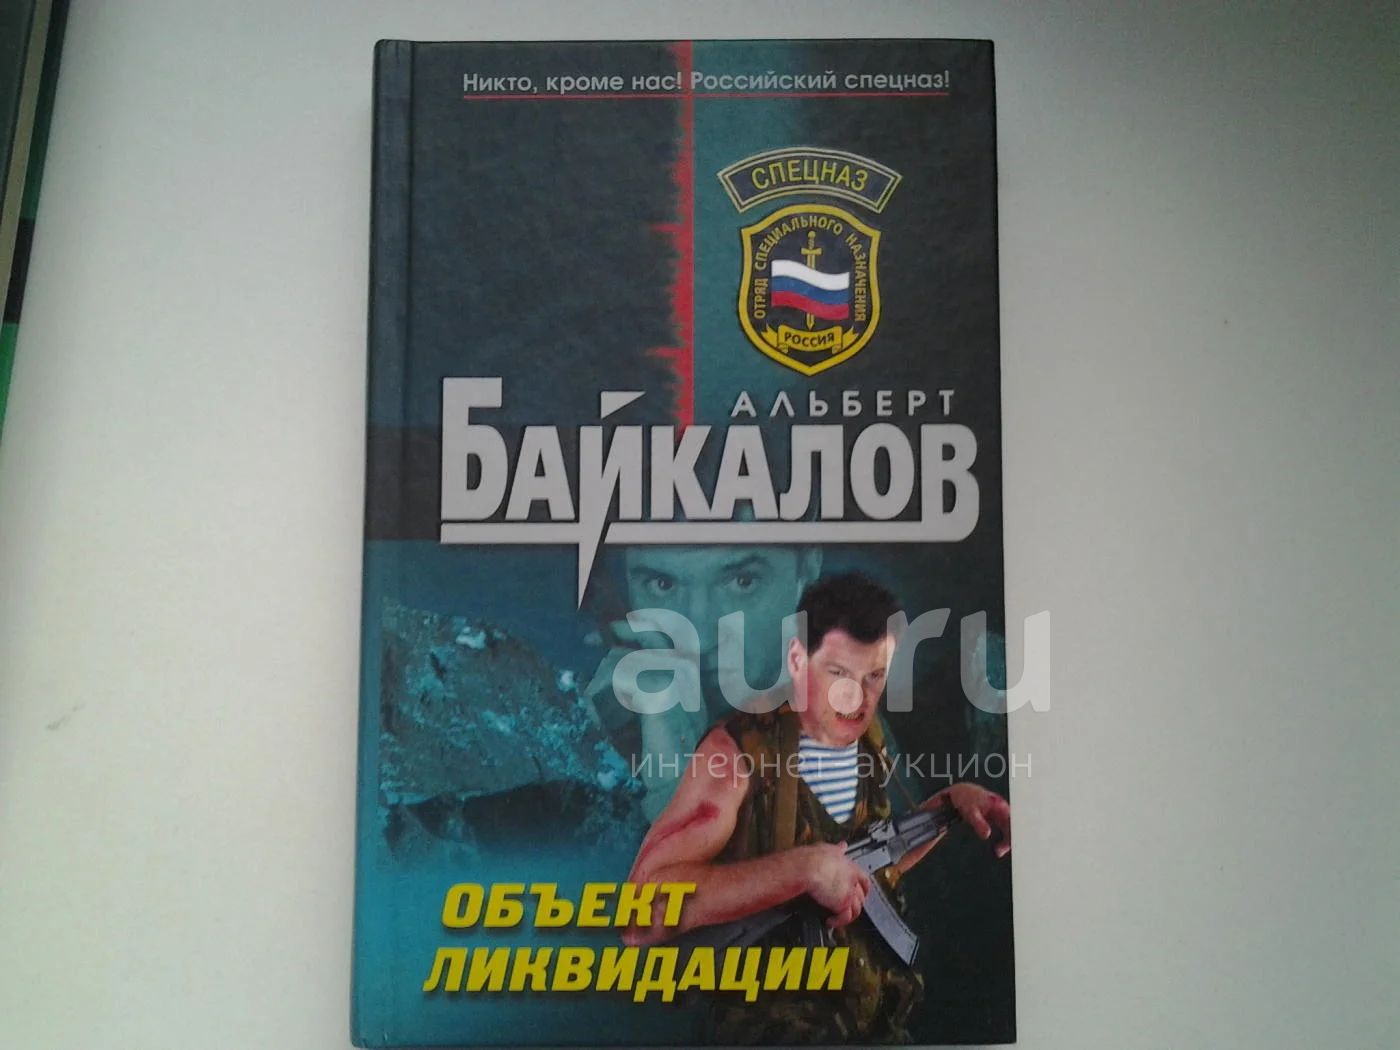 Никто, кроме нас! Российский спецназ!
СПЕЦНАЗ
ОТРЯД СПЕЦИАЛЬНОГО НАЗНАЧЕНИЯ
РОССИЯ
АЛЬБЕРТ
БАЙКАЛОВ
au.ru
интернет-аукцион
ОБЪЕКТ
ЛИКВИДАЦИИ